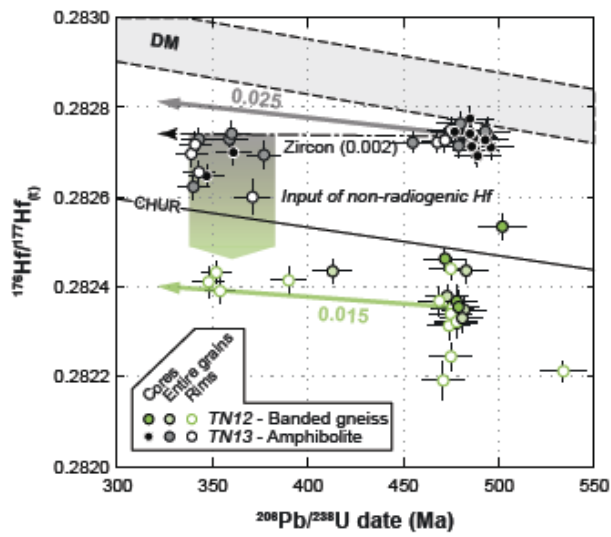 0.2830
DM
0.2828
0.025
Zircon (0.002)
0.2826
Input of non-radiogenic Hf
CHUR
0.2824
0.015
0.2822
Cores
Entire grains
Rims
TN12 - Banded gneiss
TN13 - Amphibolite
0.2820
300 350 400 450 500 550
²⁰⁶Pb/²³⁸U date (Ma)
¹⁷⁶Hf/¹⁷⁷Hf(t)